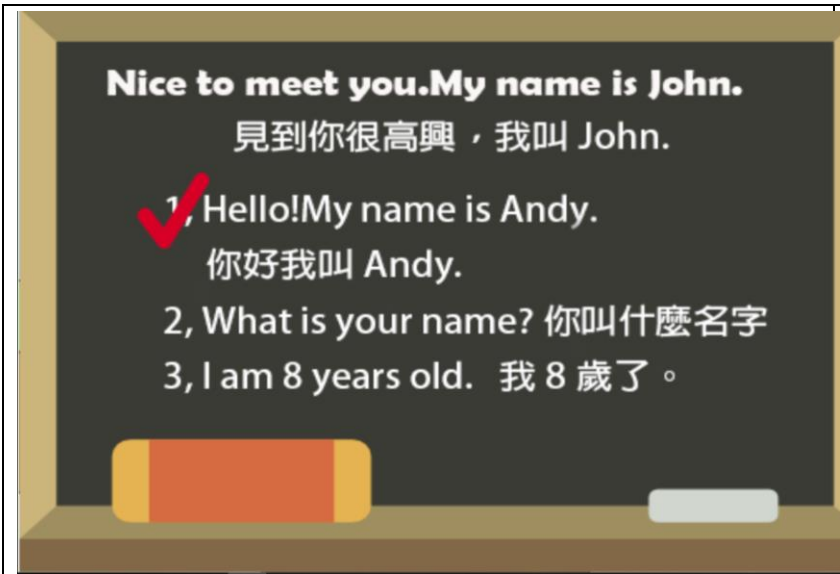 Nice to meet you.My name is John.
見到你很高興，我叫 John.
1, Hello!My name is Andy.
你好我叫 Andy.
2, What is your name? 你叫什麼名字
3, I am 8 years old. 我 8 歲了。